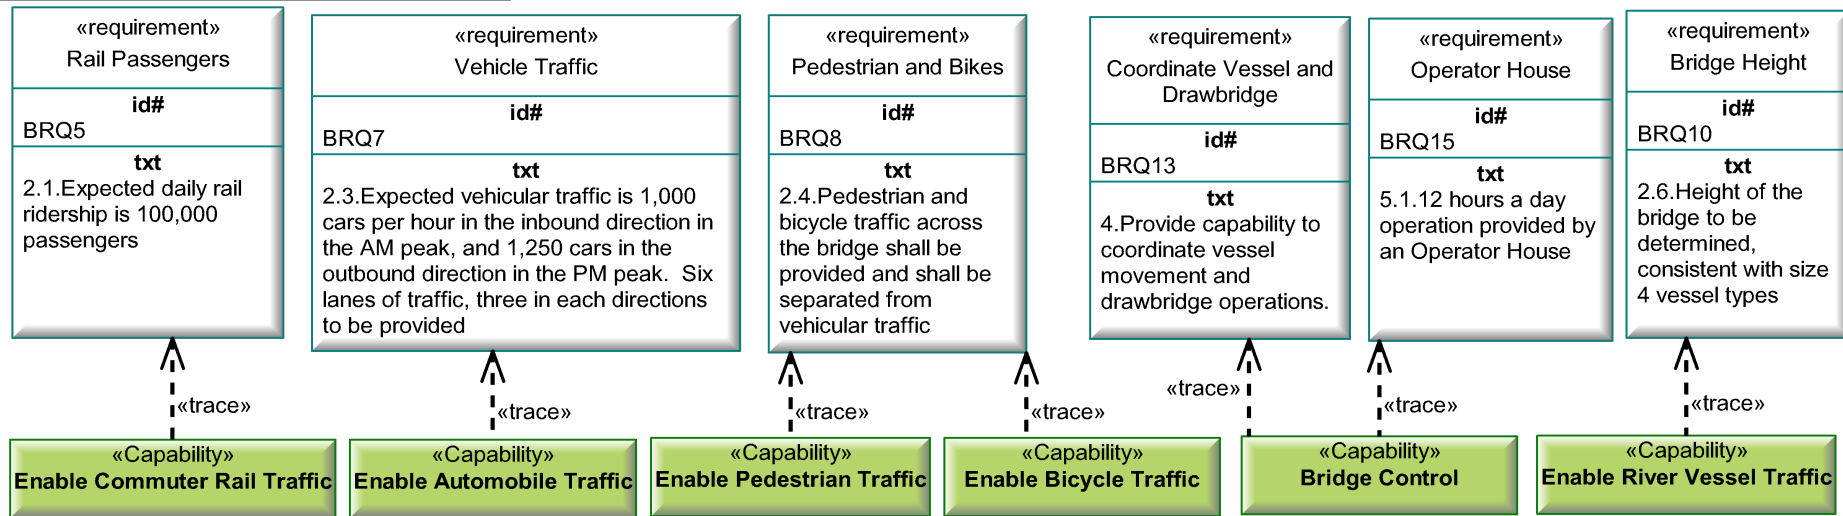 «requirement»
Rail Passengers
id#
BRQ5
txt
2.1.Expected daily rail
ridership is 100,000
passengers
«requirement»
Vehicle Traffic
id#
BRQ7
txt
2.3.Expected vehicular traffic is 1,000
cars per hour in the inbound direction in
the AM peak, and 1,250 cars in the
outbound direction in the PM peak.  Six
lanes of traffic, three in each directions
to be provided
«requirement»
Pedestrian and Bikes
id#
BRQ8
txt
2.4.Pedestrian and
bicycle traffic across
the bridge shall be
provided and shall be
separated from
vehicular traffic
«requirement»
Coordinate Vessel and
Drawbridge
id#
BRQ13
txt
4.Provide capability to
coordinate vessel
movement and
drawbridge operations.
«requirement»
Operator House
id#
BRQ15
txt
5.1.12 hours a day
operation provided by
an Operator House
«requirement»
Bridge Height
id#
BRQ10
txt
2.6.Height of the
bridge to be
determined,
consistent with size
4 vessel types
«trace»
«trace»
«trace»
«trace»
«trace»
«trace»
«trace»
«Capability»
Enable Commuter Rail Traffic
«Capability»
Enable Automobile Traffic
«Capability»
Enable Pedestrian Traffic
«Capability»
Enable Bicycle Traffic
«Capability»
Bridge Control
«Capability»
Enable River Vessel Traffic